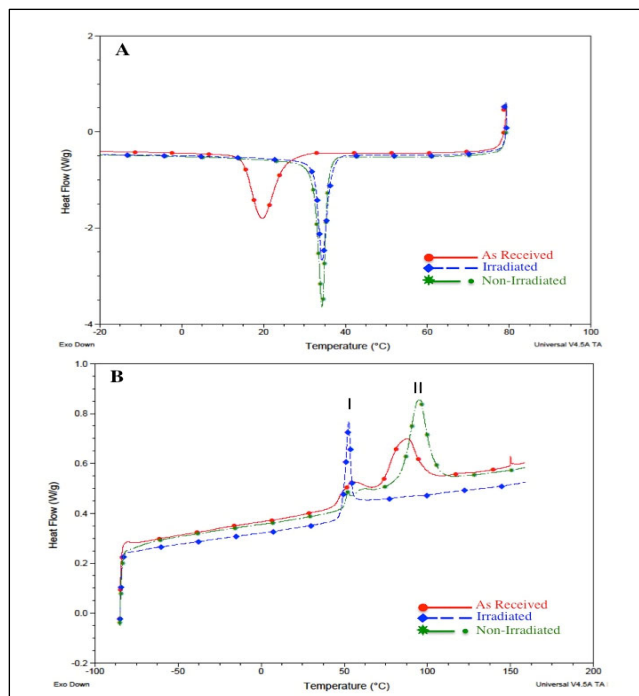 A
2
0
-2
-4
Heat Flow (W/g)
As Received
Irradiated
Non-Irradiated
-20
0
20
40
60
80
100
Exo Down
Temperature (°C)
Universal V4.5A TA
B
I
II
1.0
0.8
0.6
0.4
0.2
0.0
-0.2
Heat Flow (W/g)
As Received
Irradiated
Non-Irradiated
-100
-50
0
50
100
150
200
Exo Down
Temperature (°C)
Universal V4.5A TA